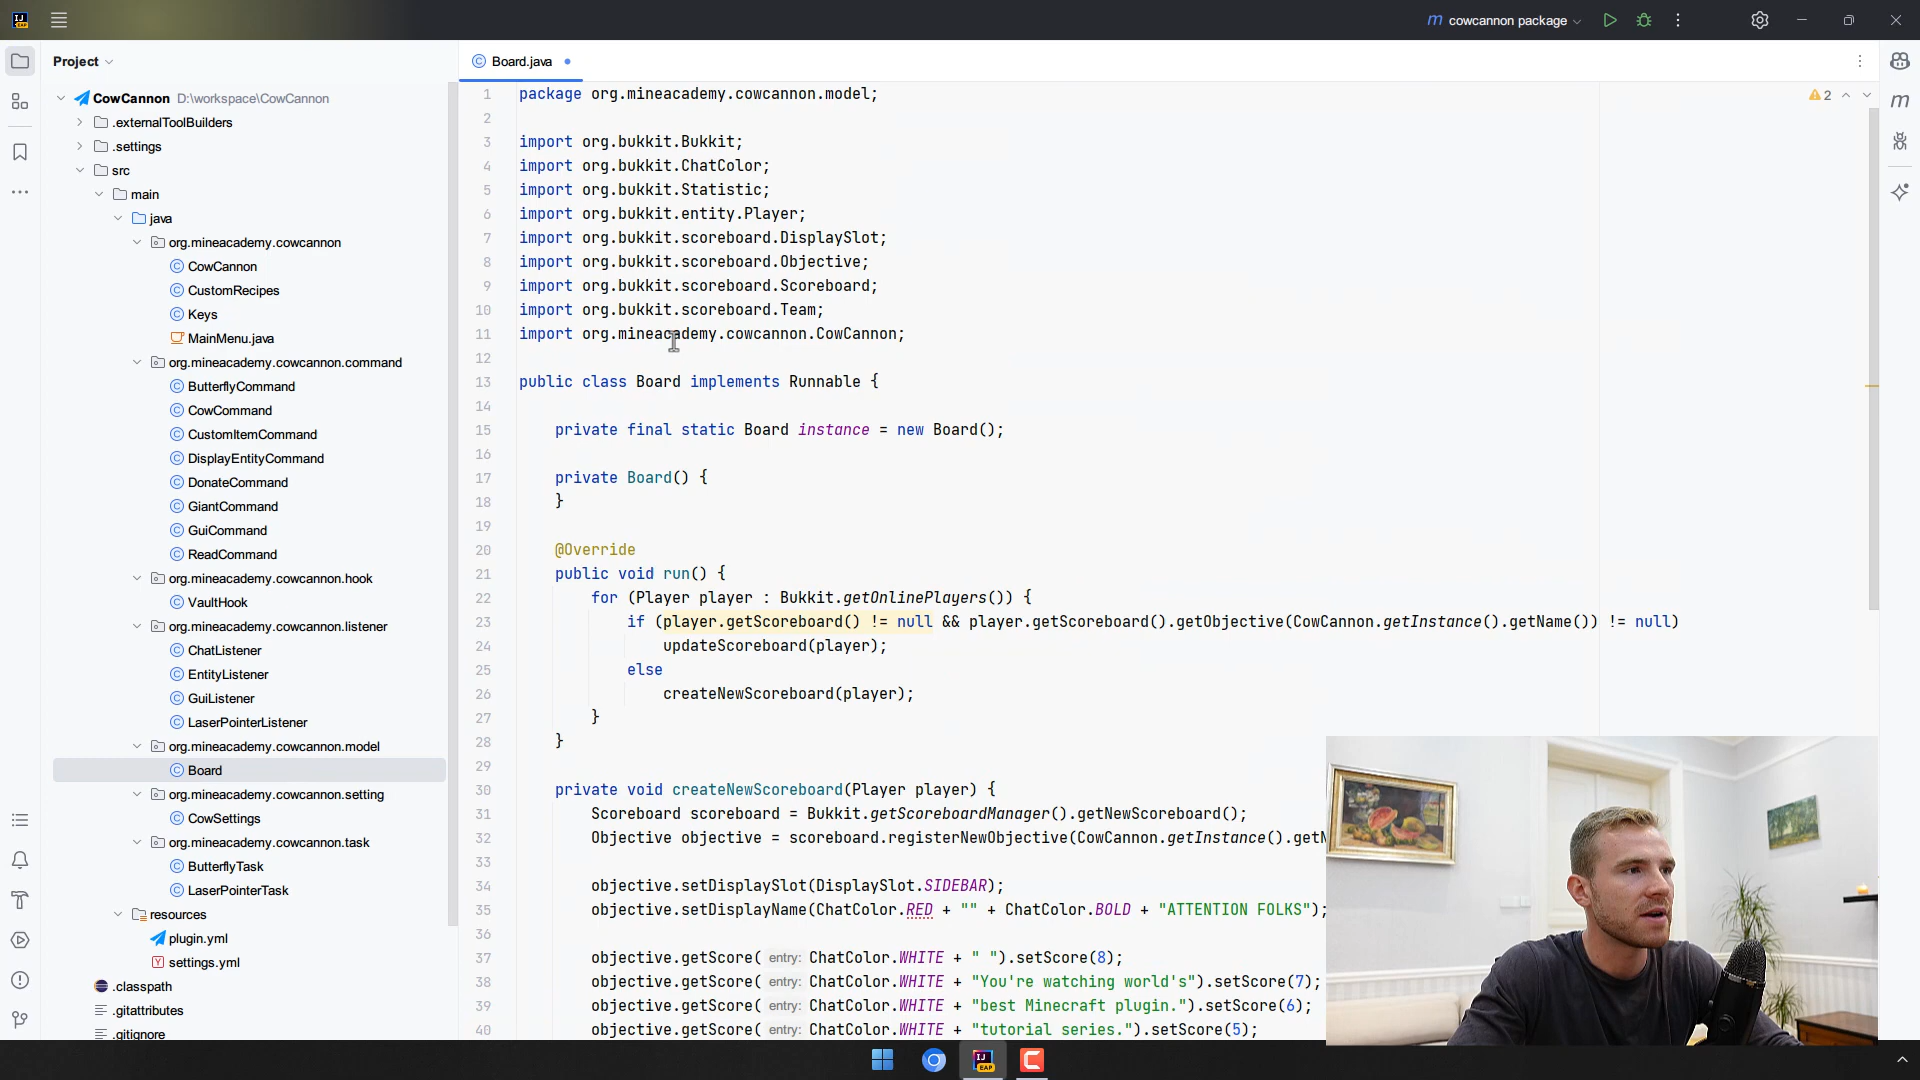 cowcannon package
Project
Board.java
CowCannon D:\workspace\CowCannon
.externalToolBuilders
.settings
src
main
java
org.mineacademy.cowcannon
CowCannon
CustomRecipes
Keys
MainMenu.java
org.mineacademy.cowcannon.command
ButterflyCommand
CowCommand
CustomItemCommand
DisplayEntityCommand
DonateCommand
GiantCommand
GuiCommand
ReadCommand
org.mineacademy.cowcannon.hook
VaultHook
org.mineacademy.cowcannon.listener
ChatListener
EntityListener
GuiListener
LaserPointerListener
org.mineacademy.cowcannon.model
Board
org.mineacademy.cowcannon.setting
CowSettings
org.mineacademy.cowcannon.task
ButterflyTask
LaserPointerTask
resources
plugin.yml
settings.yml
.classpath
.gitattributes
.gitignore
2
1 package org.mineacademy.cowcannon.model;
2
3 import org.bukkit.Bukkit;
4 import org.bukkit.ChatColor;
5 import org.bukkit.Statistic;
6 import org.bukkit.entity.Player;
7 import org.bukkit.scoreboard.DisplaySlot;
8 import org.bukkit.scoreboard.Objective;
9 import org.bukkit.scoreboard.Scoreboard;
10 import org.bukkit.scoreboard.Team;
11 import org.mineacademy.cowcannon.CowCannon;
12
13 public class Board implements Runnable {
14
15 private final static Board instance = new Board();
16
17 private Board() {
18 }
19
20 @Override
21 public void run() {
22 for (Player player : Bukkit.getOnlinePlayers()) {
23 if (player.getScoreboard() != null && player.getScoreboard().getObjective(CowCannon.getInstance().getName()) != null)
24 updateScoreboard(player);
25 else
26 createNewScoreboard(player);
27 }
28 }
29
30 private void createNewScoreboard(Player player) {
31 Scoreboard scoreboard = Bukkit.getScoreboardManager().getNewScoreboard();
32 Objective objective = scoreboard.registerNewObjective(CowCannon.getInstance().getN
33
34 objective.setDisplaySlot(DisplaySlot.SIDEBAR);
35 objective.setDisplayName(ChatColor.RED + "" + ChatColor.BOLD + "ATTENTION FOLKS");
36
37 objective.getScore( entry: ChatColor.WHITE + " ").setScore(8);
38 objective.getScore( entry: ChatColor.WHITE + "You're watching world's").setScore(7);
39 objective.getScore( entry: ChatColor.WHITE + "best Minecraft plugin.").setScore(6);
40 objective.getScore( entry: ChatColor.WHITE + "tutorial series.").setScore(5);